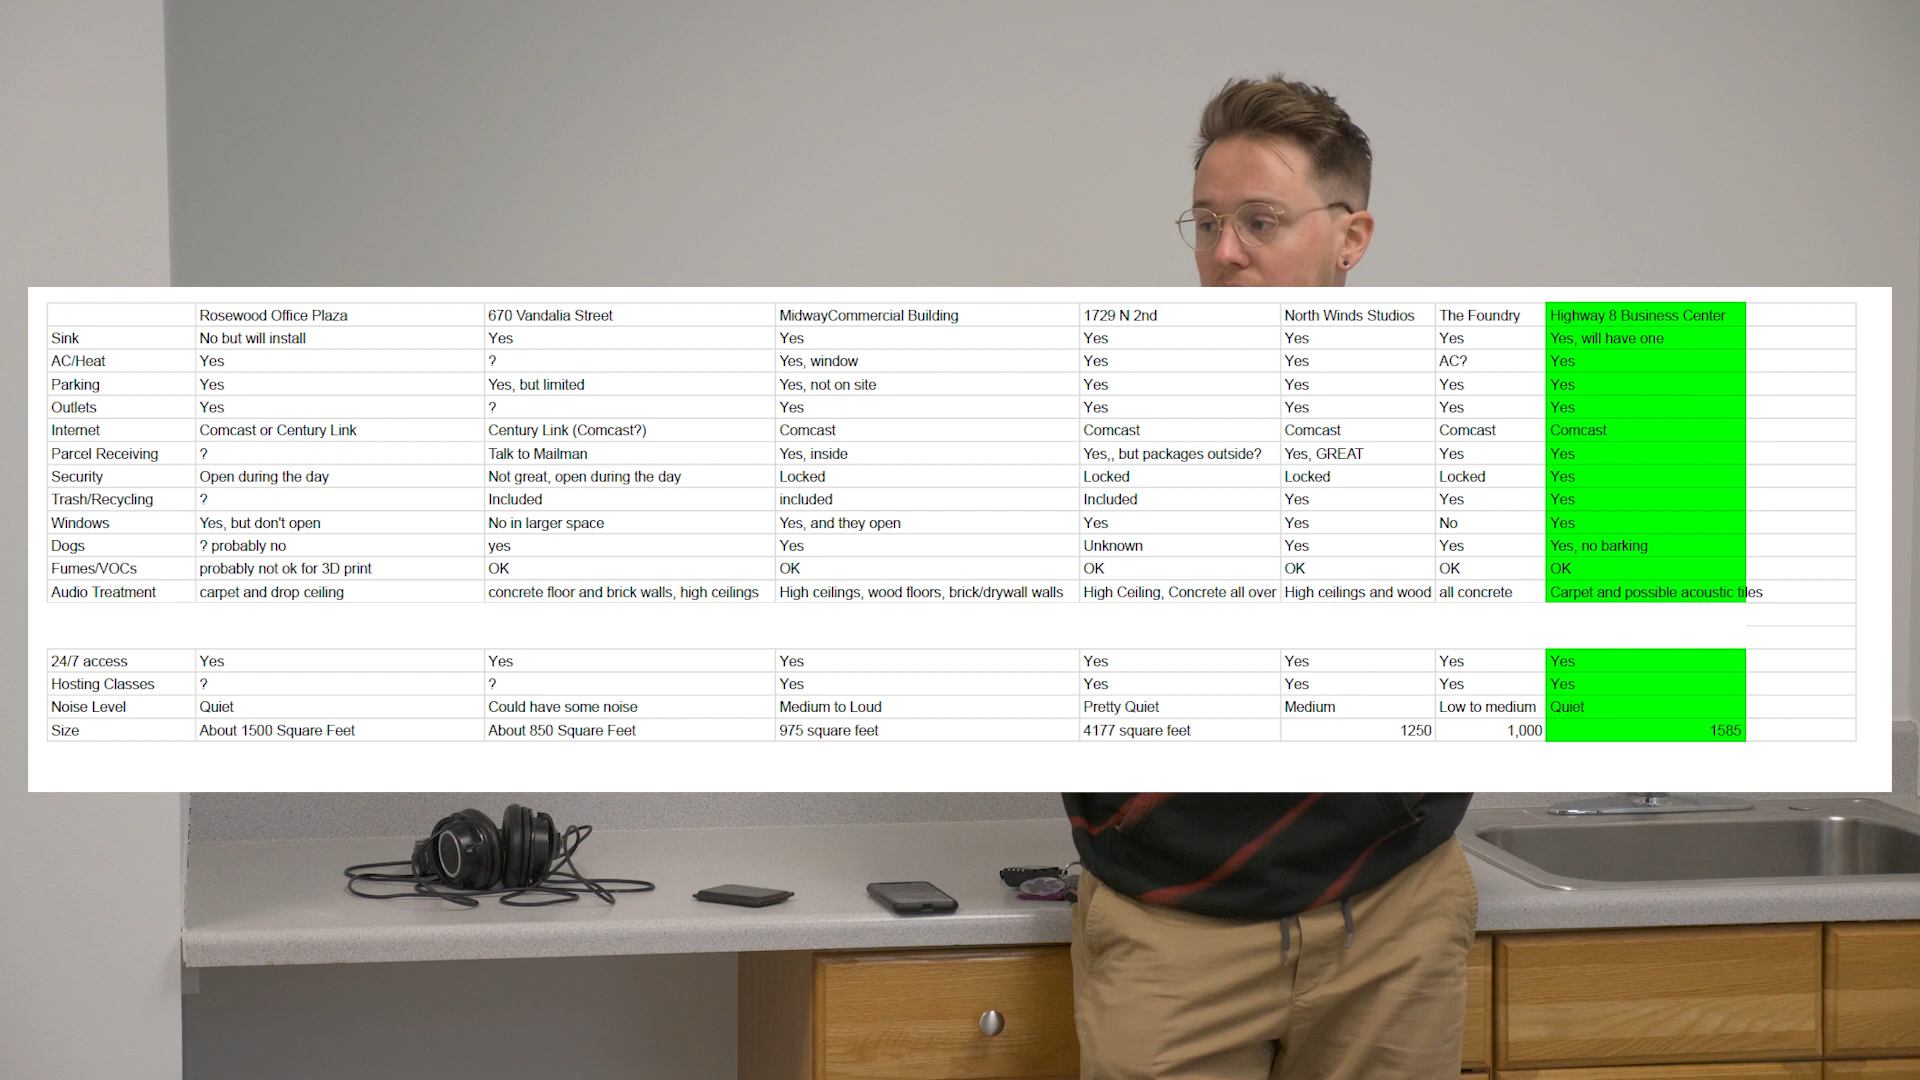 Rosewood Office Plaza 670 Vandalia Street MidwayCommercial Building 1729 N 2nd North Winds Studios The Foundry Highway 8 Business Center
Sink No but will install Yes Yes Yes Yes Yes Yes, will have one
AC/Heat Yes ? Yes, window Yes Yes AC? Yes
Parking Yes Yes, but limited Yes, not on site Yes Yes Yes Yes
Outlets Yes ? Yes Yes Yes Yes Yes
Internet Comcast or Century Link Century Link (Comcast?) Comcast Comcast Comcast Comcast Comcast
Parcel Receiving ? Talk to Mailman Yes, inside Yes,, but packages outside? Yes, GREAT Yes Yes
Security Open during the day Not great, open during the day Locked Locked Locked Locked Yes
Trash/Recycling ? Included included Included Yes Yes Yes
Windows Yes, but don't open No in larger space Yes, and they open Yes Yes No Yes
Dogs ? probably no yes Yes Unknown Yes Yes Yes, no barking
Fumes/VOCs probably not ok for 3D print OK OK OK OK OK OK
Audio Treatment carpet and drop ceiling concrete floor and brick walls, high ceilings High ceilings, wood floors, brick/drywall walls High Ceiling, Concrete all over High ceilings and wood all concrete Carpet and possible acoustic tiles
24/7 access Yes Yes Yes Yes Yes Yes Yes
Hosting Classes ? ? Yes Yes Yes Yes Yes
Noise Level Quiet Could have some noise Medium to Loud Pretty Quiet Medium Low to medium Quiet
Size About 1500 Square Feet About 850 Square Feet 975 square feet 4177 square feet 1250 1,000 1585